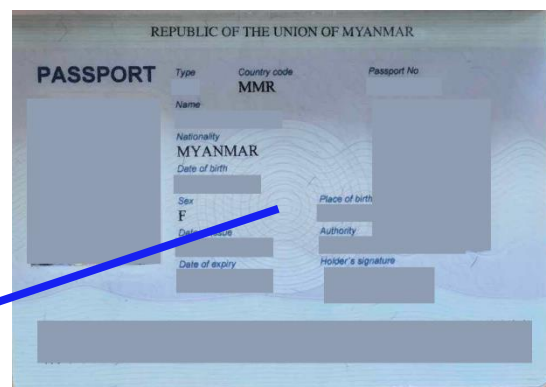 REPUBLIC OF THE UNION OF MYANMAR
PASSPORT
Type Country code Passport No
MMR
Name
Nationality
MYANMAR
Date of birth
Sex Place of birth
F
Authority
Date of expiry Holder's signature